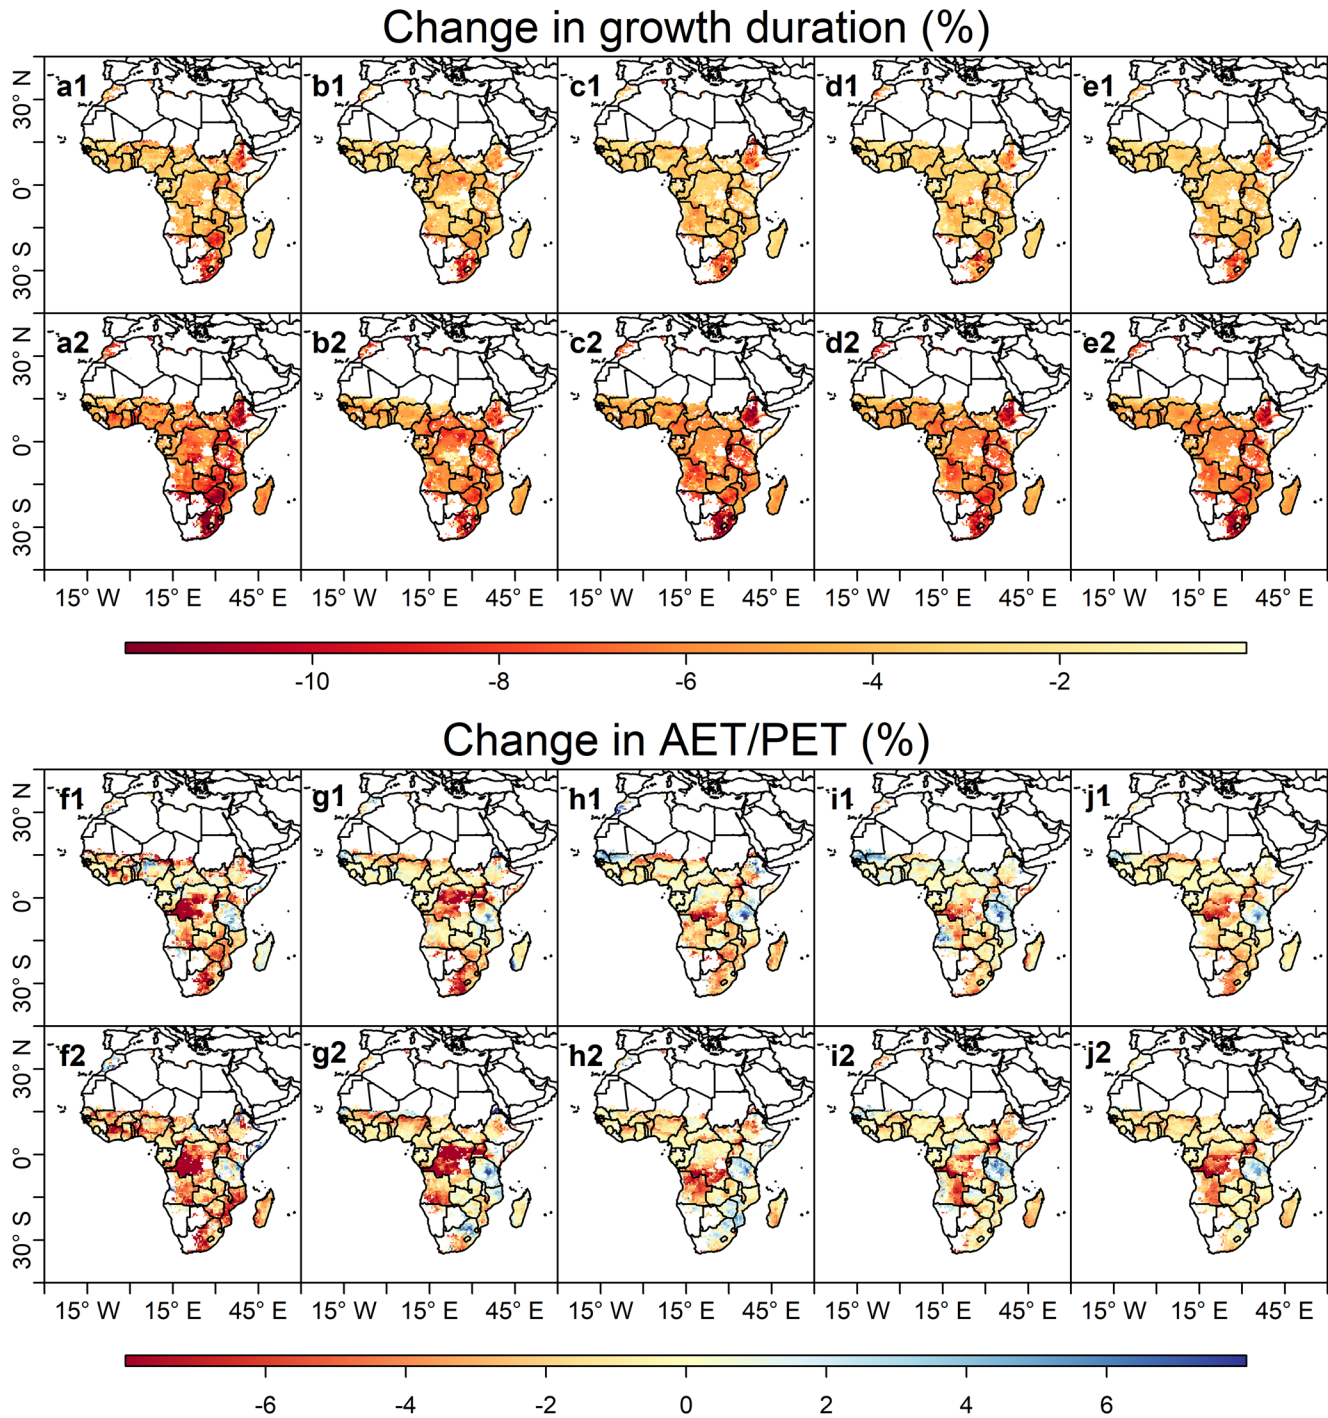 Change in growth duration (%)
a1 b1 c1 d1 e1
30° N
0°
30° S
a2 b2 c2 d2 e2
30° N
0°
30° S
15° W 15° E 45° E 15° W 15° E 45° E 15° W 15° E 45° E 15° W 15° E 45° E 15° W 15° E 45° E
-10 -8 -6 -4 -2
Change in AET/PET (%)
f1 g1 h1 i1 j1
30° N
0°
30° S
f2 g2 h2 i2 j2
30° N
0°
30° S
15° W 15° E 45° E 15° W 15° E 45° E 15° W 15° E 45° E 15° W 15° E 45° E 15° W 15° E 45° E
-6 -4 -2 0 2 4 6